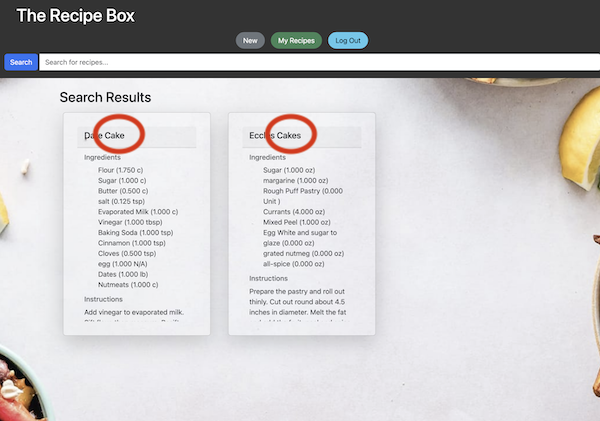 The Recipe Box
New
My Recipes
Log Out
Search
Search for recipes...
Search Results
Date Cake
Ingredients
Flour (1.750 c)
Sugar (1.000 c)
Butter (0.500 c)
salt (0.125 tsp)
Evaporated Milk (1.000 c)
Vinegar (1.000 tbsp)
Baking Soda (1.000 tsp)
Cinnamon (1.000 tsp)
Cloves (0.500 tsp)
egg (1.000 N/A)
Dates (1.000 lb)
Nutmeats (1.000 c)
Instructions
Add vinegar to evaporated milk.
Eccles Cakes
Ingredients
Sugar (1.000 oz)
margarine (1.000 oz)
Rough Puff Pastry (0.000
Unit )
Currants (4.000 oz)
Mixed Peel (1.000 oz)
Egg White and sugar to
glaze (0.000 oz)
grated nutmeg (0.000 oz)
all-spice (0.000 oz)
Instructions
Prepare the pastry and roll out
thinly. Cut out round about 4.5
inches in diameter. Melt the fat